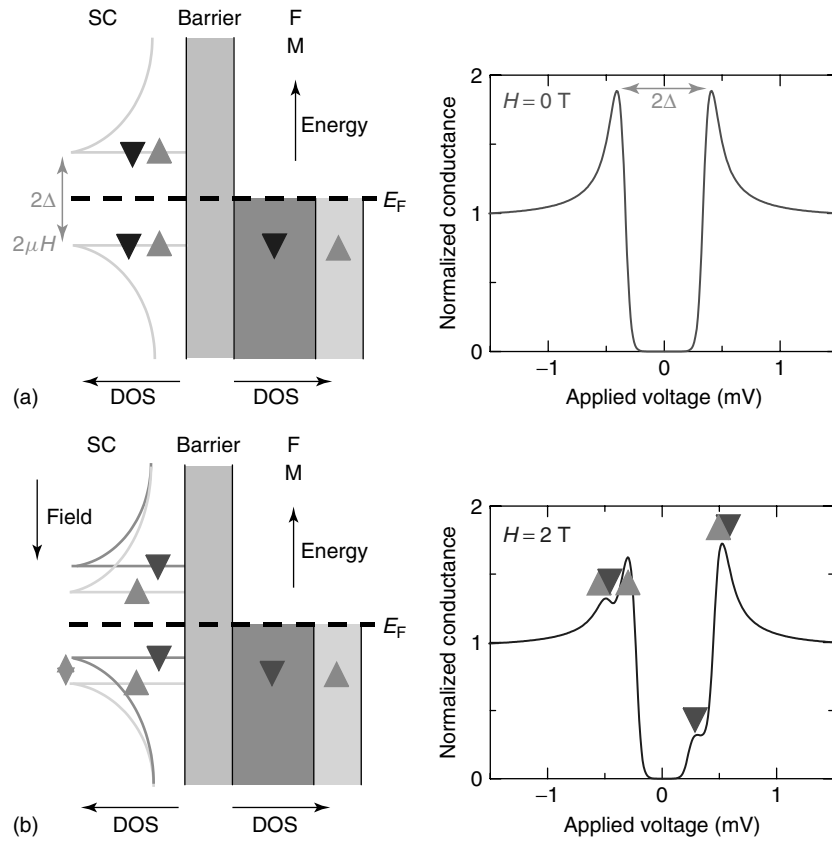 SC Barrier F
M
Energy
2Δ
E_F
2μH
DOS DOS
(a)
2
H = 0 T
2Δ
Normalized conductance
1
0
−1 0 1
Applied voltage (mV)
SC Barrier F
M
Field
Energy
E_F
DOS DOS
(b)
2
H = 2 T
Normalized conductance
1
0
−1 0 1
Applied voltage (mV)